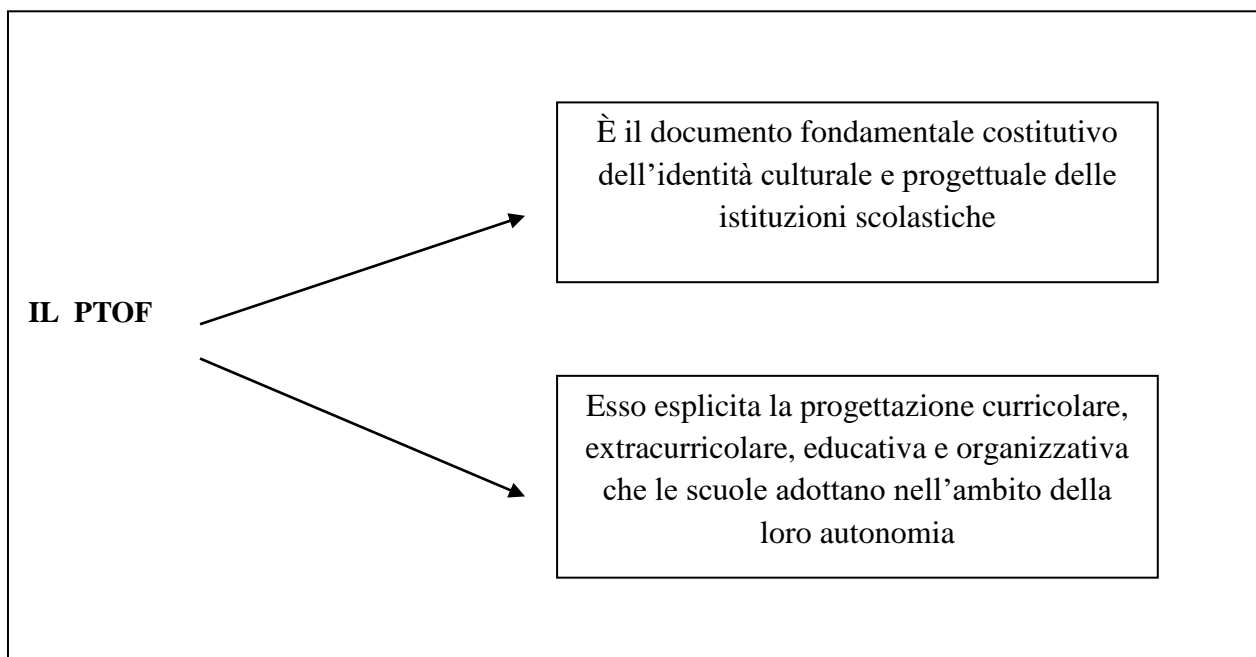 È il documento fondamentale costitutivo
dell’identità culturale e progettuale delle
istituzioni scolastiche
IL PTOF
Esso esplicita la progettazione curricolare,
extracurricolare, educativa e organizzativa
che le scuole adottano nell’ambito della
loro autonomia